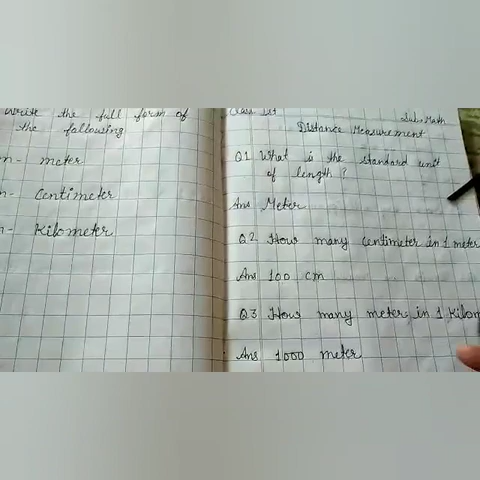 Write the full form of
the following
m- meter
m- Centimeter
m- Kilometer
Class 1st
Sub. Math
Distance Measurement
Q1 What is the standard unit
of length ?
Ans Meter
Q2 How many Centimeter in 1 meter
Ans 100 cm
Q3 How many meter in 1 Kilom
Ans 1000 meter